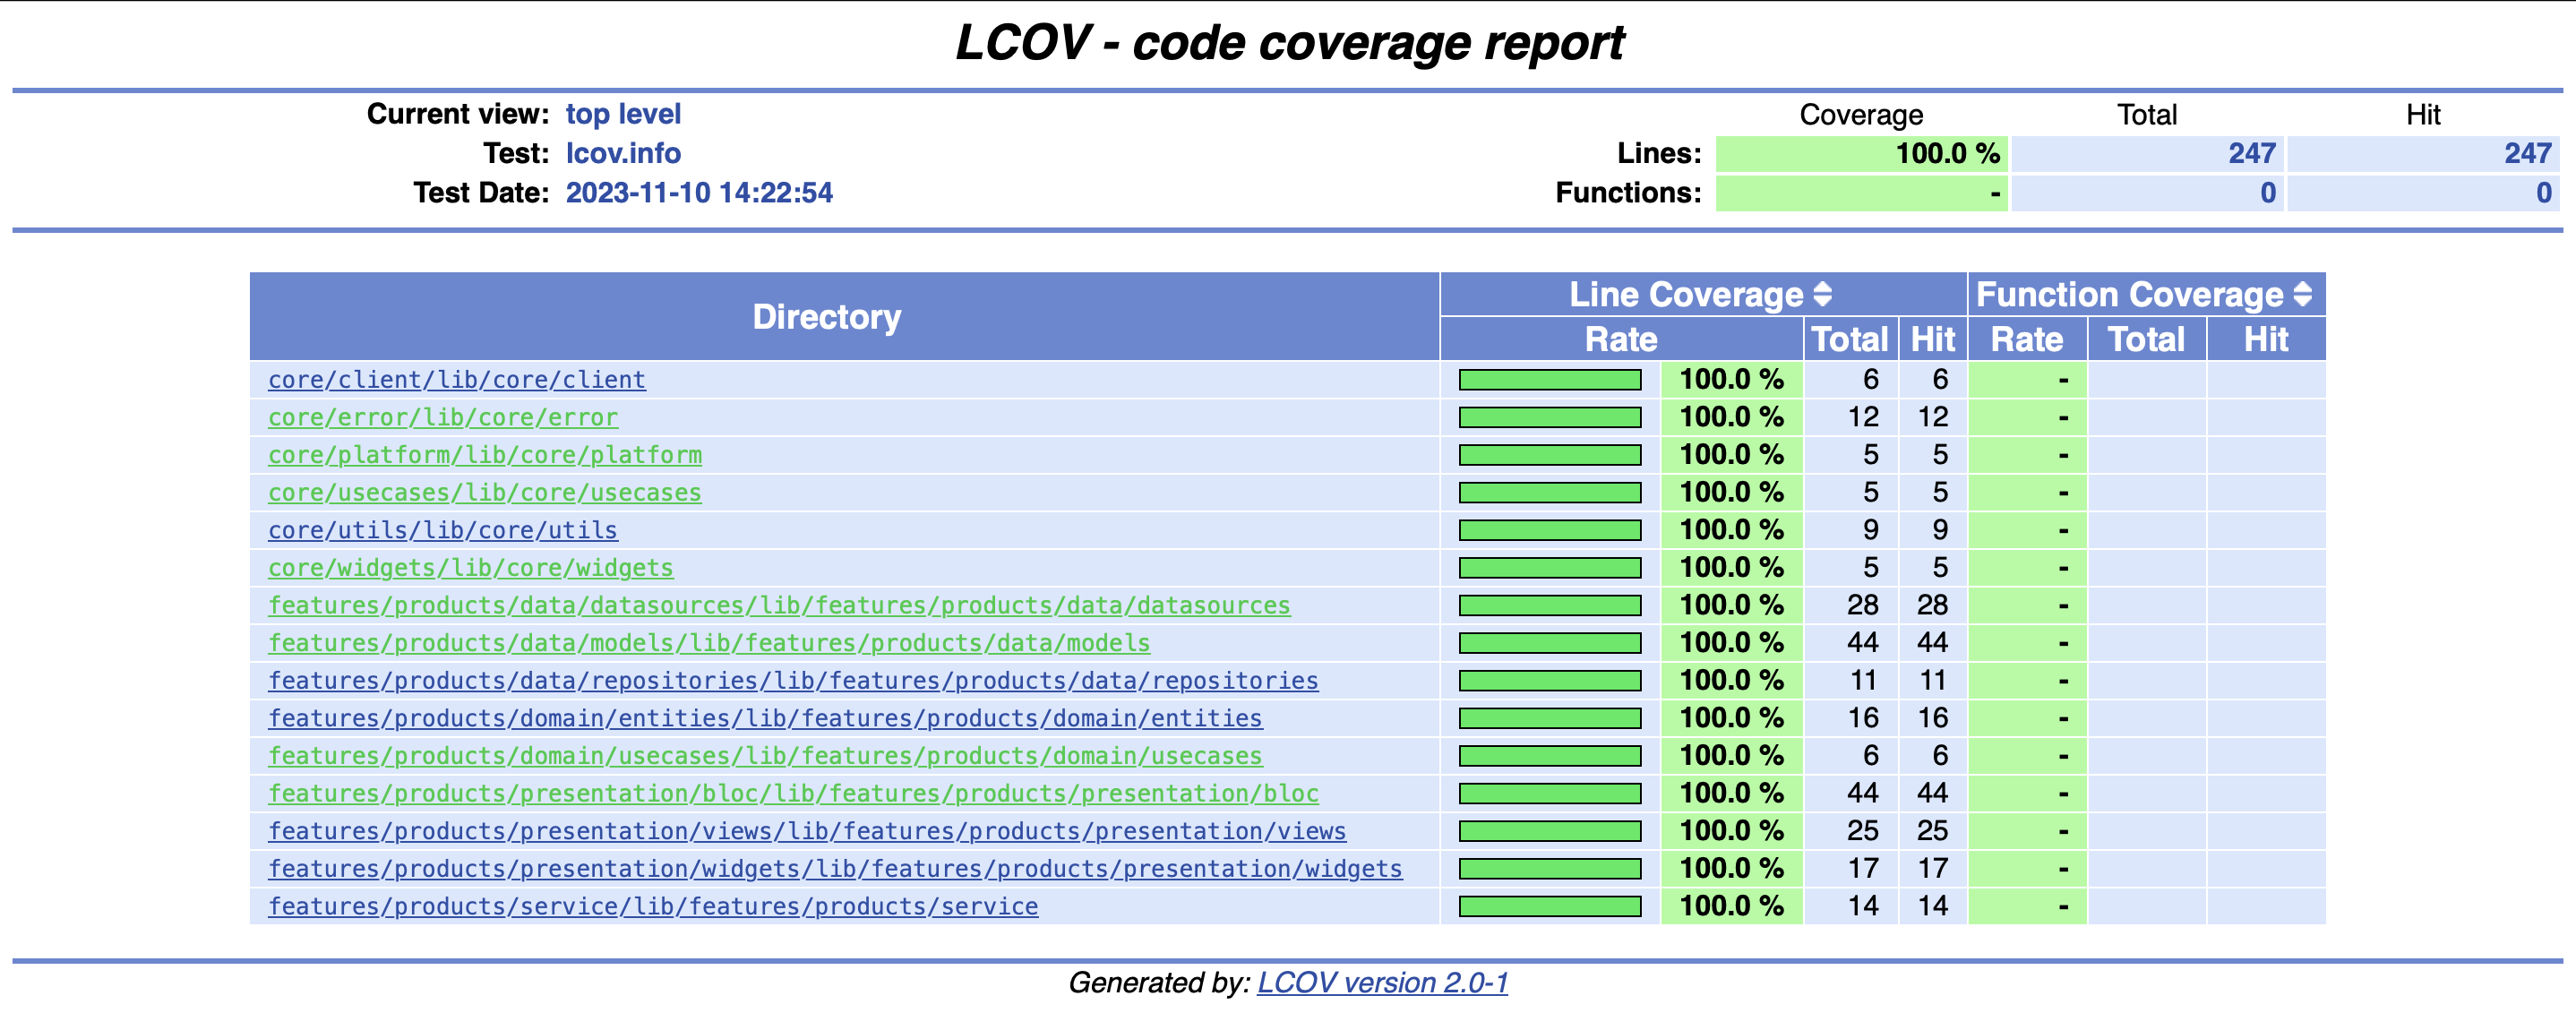 LCOV - code coverage report
Current view: top level Coverage Total Hit
Test: lcov.info Lines: 100.0 % 247 247
Test Date: 2023-11-10 14:22:54 Functions: - 0 0
Directory Line Coverage Function Coverage
Rate Total Hit Rate Total Hit
core/client/lib/core/client 100.0 % 6 6 -
core/error/lib/core/error 100.0 % 12 12 -
core/platform/lib/core/platform 100.0 % 5 5 -
core/usecases/lib/core/usecases 100.0 % 5 5 -
core/utils/lib/core/utils 100.0 % 9 9 -
core/widgets/lib/core/widgets 100.0 % 5 5 -
features/products/data/datasources/lib/features/products/data/datasources 100.0 % 28 28 -
features/products/data/models/lib/features/products/data/models 100.0 % 44 44 -
features/products/data/repositories/lib/features/products/data/repositories 100.0 % 11 11 -
features/products/domain/entities/lib/features/products/domain/entities 100.0 % 16 16 -
features/products/domain/usecases/lib/features/products/domain/usecases 100.0 % 6 6 -
features/products/presentation/bloc/lib/features/products/presentation/bloc 100.0 % 44 44 -
features/products/presentation/views/lib/features/products/presentation/views 100.0 % 25 25 -
features/products/presentation/widgets/lib/features/products/presentation/widgets 100.0 % 17 17 -
features/products/service/lib/features/products/service 100.0 % 14 14 -
Generated by: LCOV version 2.0-1